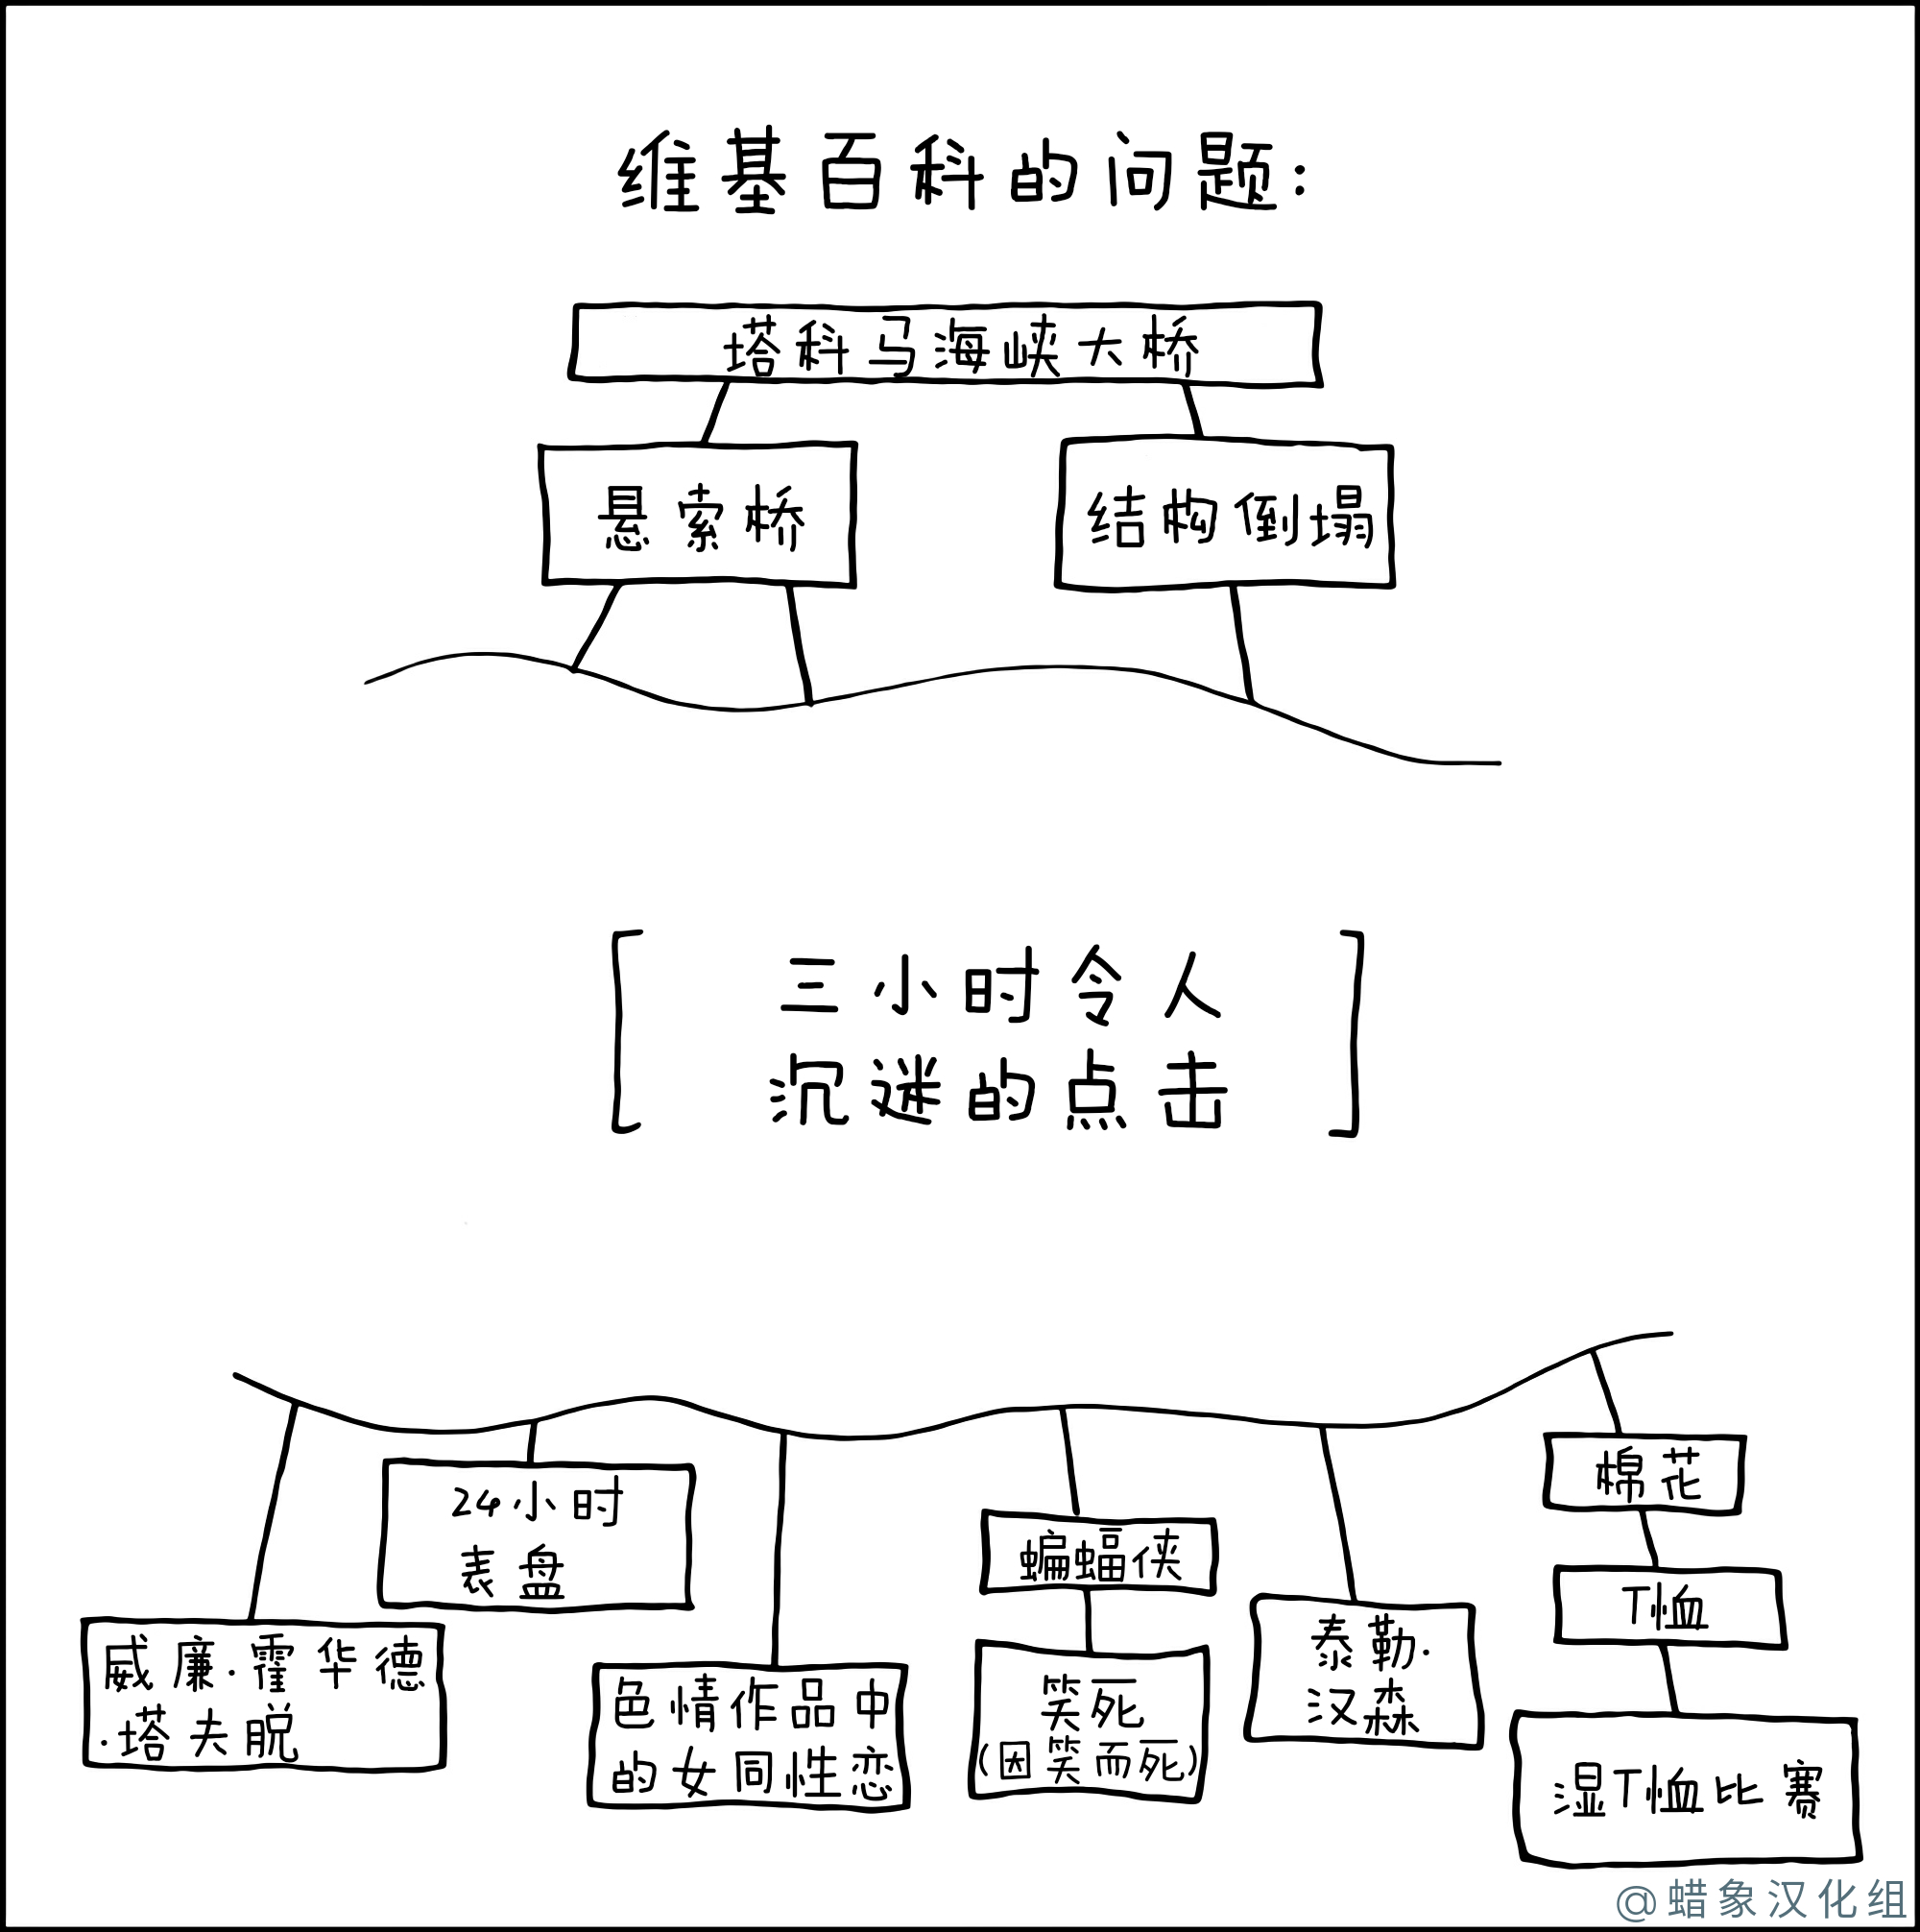 维基百科的问题:
塔科马海峡大桥
悬索桥
结构倒塌
三小时令人
沉迷的点击
威廉·霍华德
·塔夫脱
24小时
表盘
色情作品中
的女同性恋
蝙蝠侠
笑死
(因笑而死)
泰勒·
汉森
棉花
T恤
湿T恤比赛
@蜡象汉化组